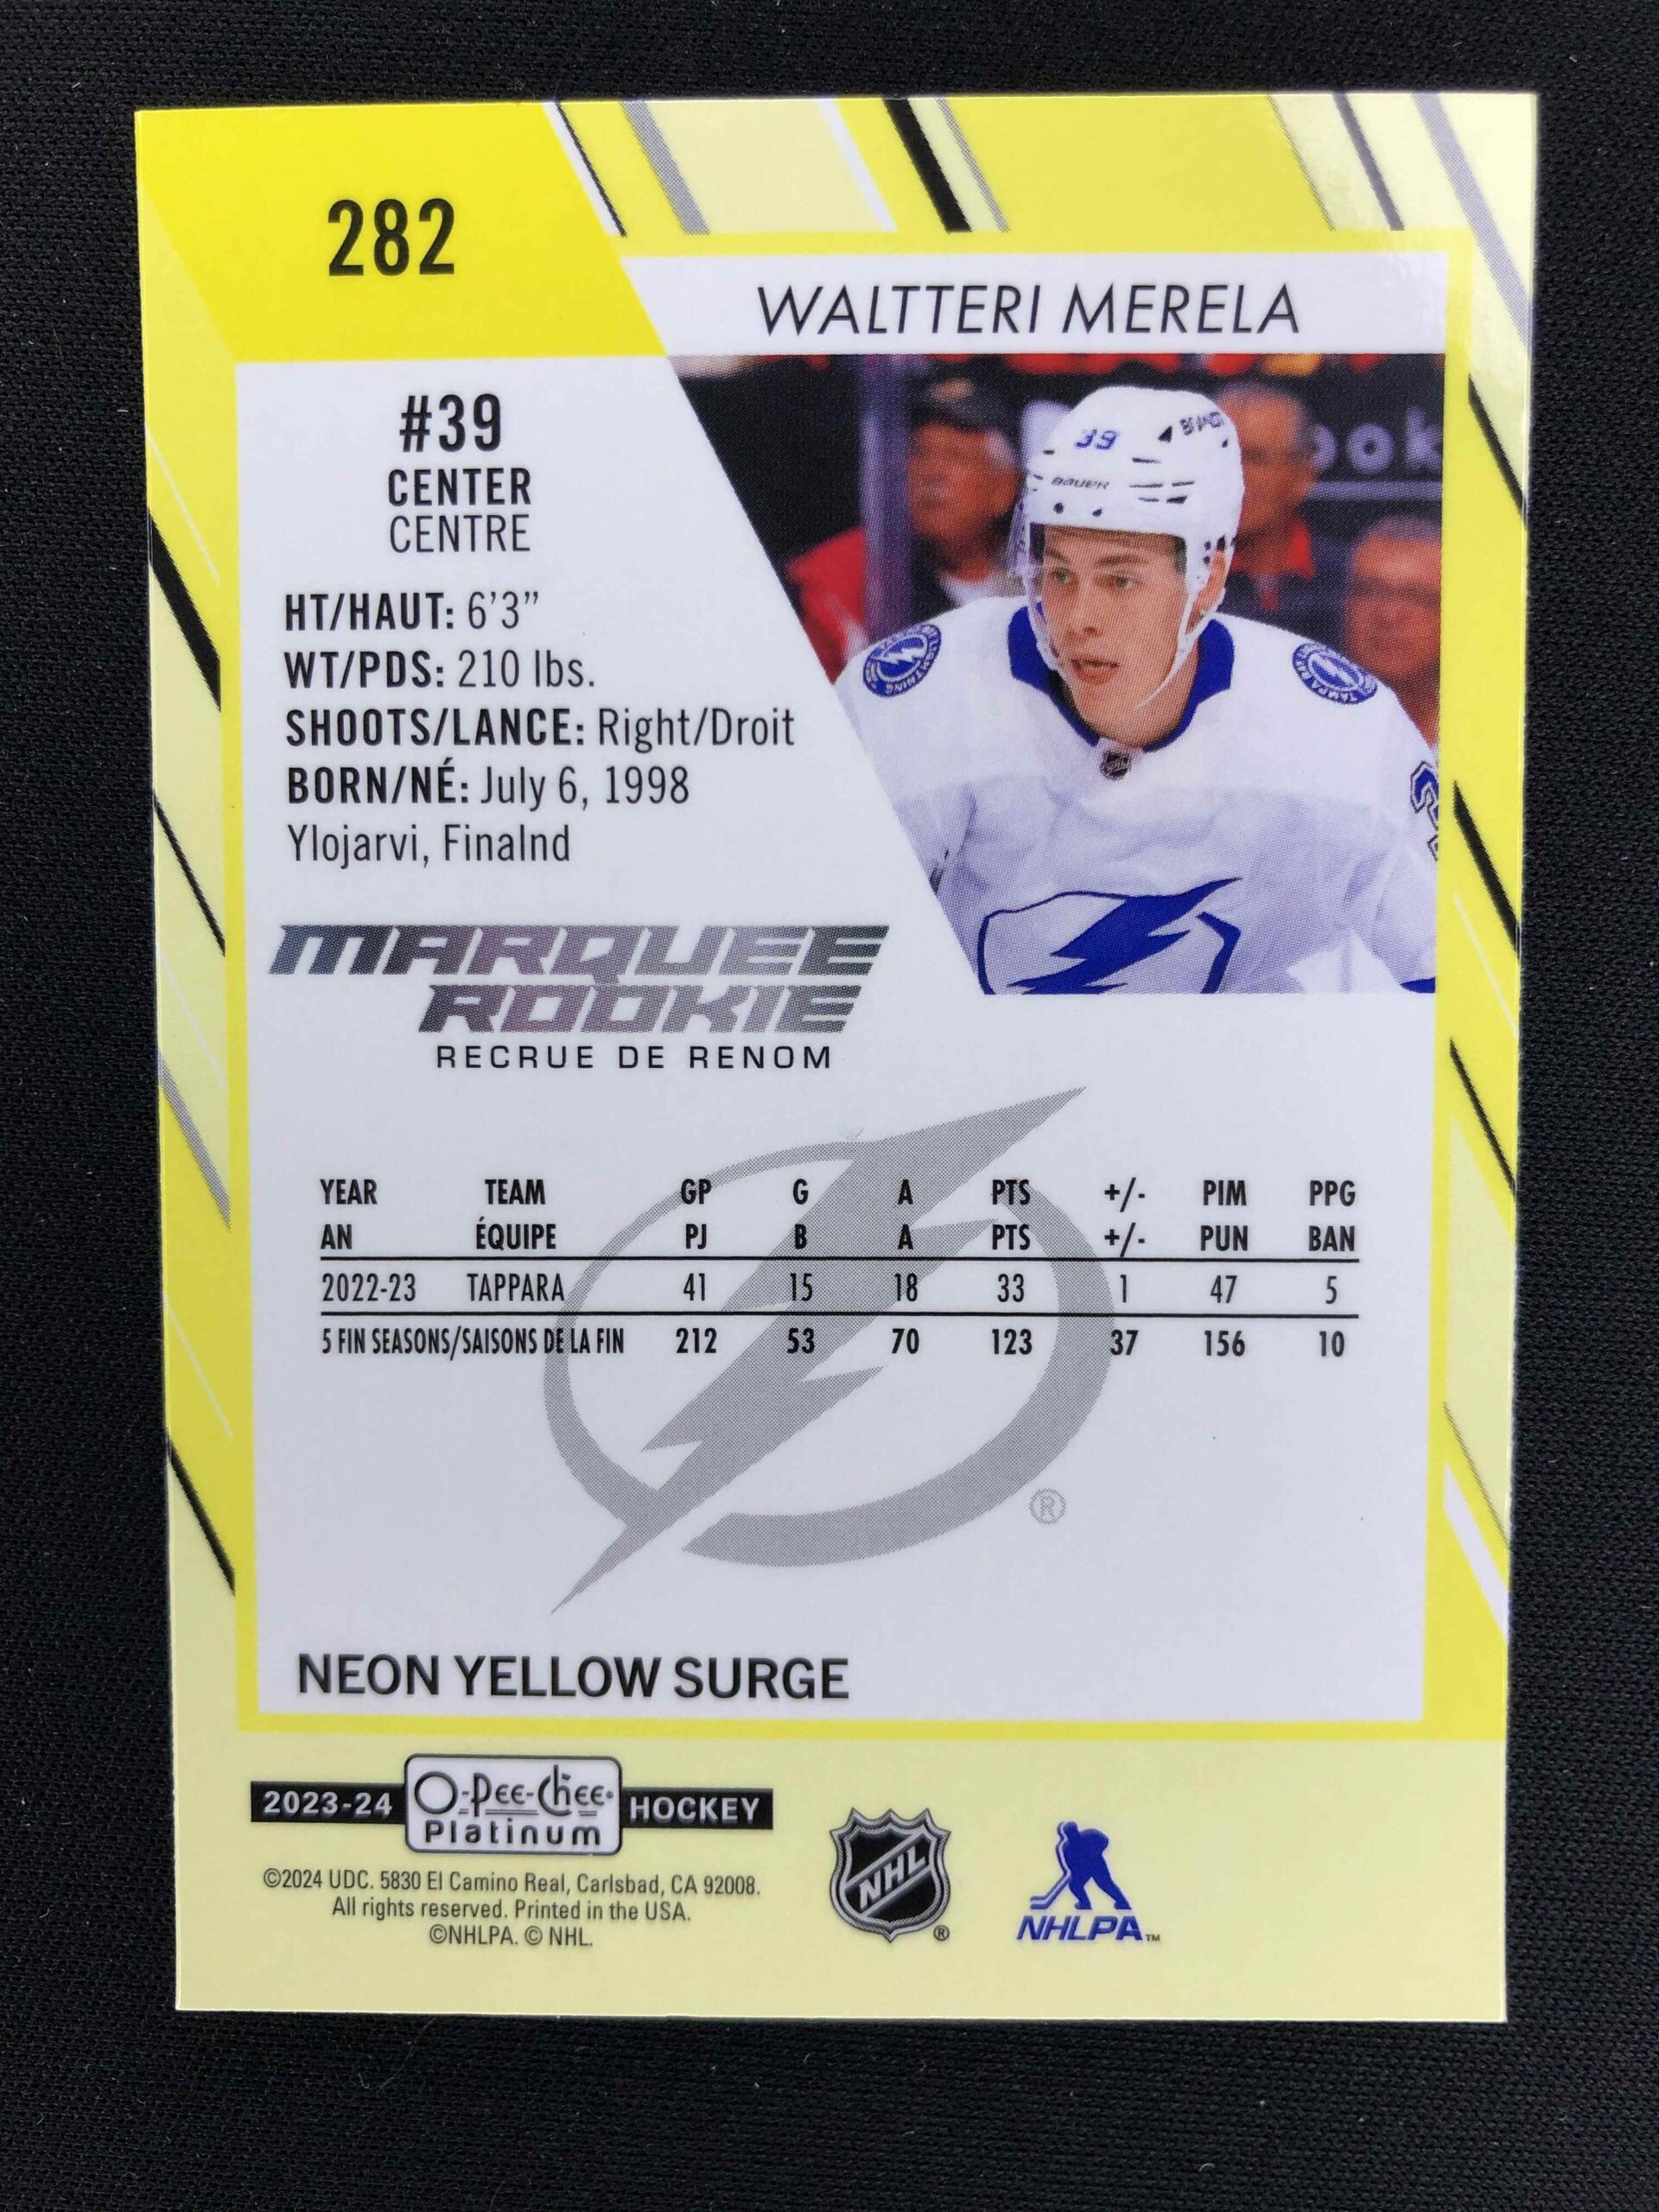 282
WALTTERI MERELA
#39
CENTER
CENTRE
HT/HAUT: 6'3"
WT/PDS: 210 lbs.
SHOOTS/LANCE: Right/Droit
BORN/NÉ: July 6, 1998
Ylojarvi, Finalnd
39
BAUER
ook
MARQUEE
ROOKIE
RECRUE DE RENOM
YEAR TEAM GP G A PTS +/- PIM PPG
AN ÉQUIPE PJ B A PTS +/- PUN BAN
2022-23 TAPPARA 41 15 18 33 1 47 5
5 FIN SEASONS/SAISONS DE LA FIN 212 53 70 123 37 156 10
®
NEON YELLOW SURGE
2023-24 O-Pee-Chee® HOCKEY
Platinum
©2024 UDC. 5830 El Camino Real, Carlsbad, CA 92008.
All rights reserved. Printed in the USA.
©NHLPA. © NHL.
NHL ®
NHLPA™